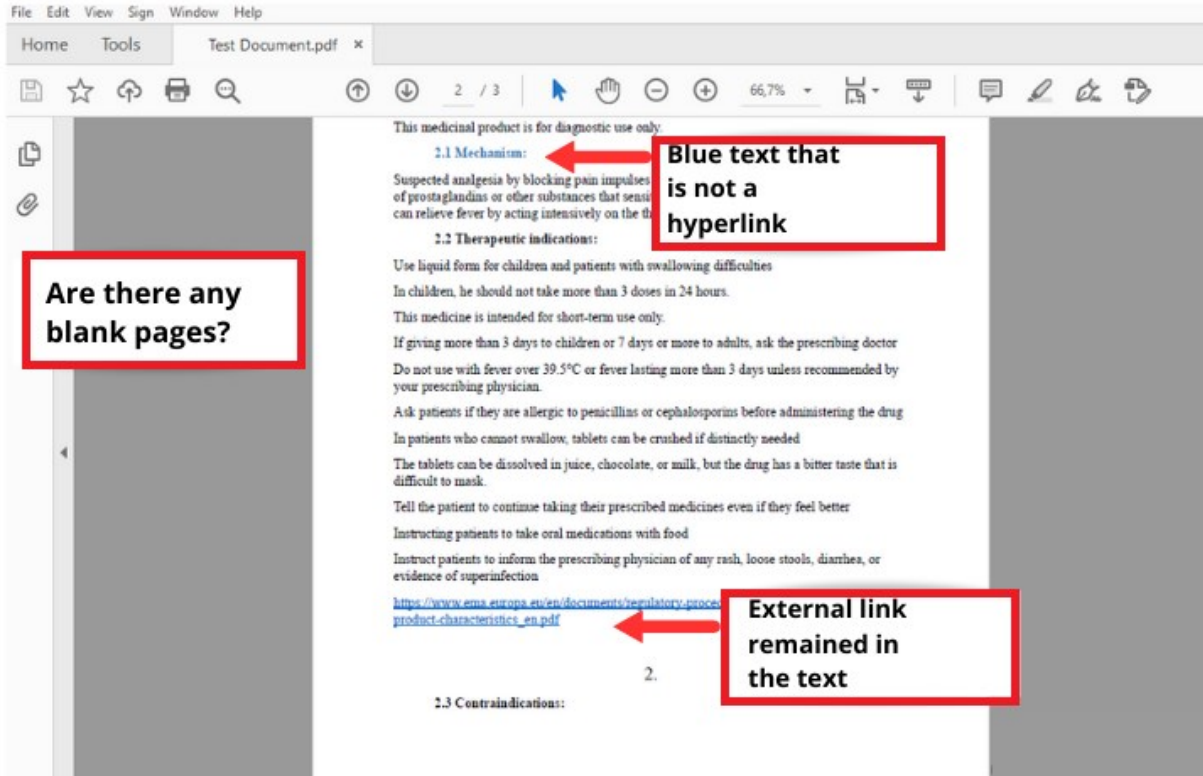 File Edit View Sign Window Help
Home Tools Test Document.pdf ×
2 / 3 66,7%
This medicinal product is for diagnostic use only.
2.1 Mechanism:
Blue text that
is not a
hyperlink
Suspected analgesia by blocking pain impulses
of prostaglandins or other substances that
can relieve fever by acting intensively on the
2.2 Therapeutic indications:
Are there any
blank pages?
Use liquid form for children and patients with swallowing difficulties
In children, he should not take more than 3 doses in 24 hours.
This medicine is intended for short-term use only.
If giving more than 3 days to children or 7 days or more to adults, ask the prescribing doctor
Do not use with fever over 39.5°C or fever lasting more than 3 days unless recommended by
your prescribing physician.
Ask patients if they are allergic to penicillins or cephalosporins before administering the drug
In patients who cannot swallow, tablets can be crushed if distinctly needed
The tablets can be dissolved in juice, chocolate, or milk, but the drug has a bitter taste that is
difficult to mask.
Tell the patient to continue taking their prescribed medicines even if they feel better
Instructing patients to take oral medications with food
Instruct patients to inform the prescribing physician of any rash, loose stools, diarrhea, or
evidence of superinfection
https://www.ema.europa.eu/en/documents/regulatory-proce
product-characteristics_en.pdf
External link
remained in
the text
2.
2.3 Contraindications: